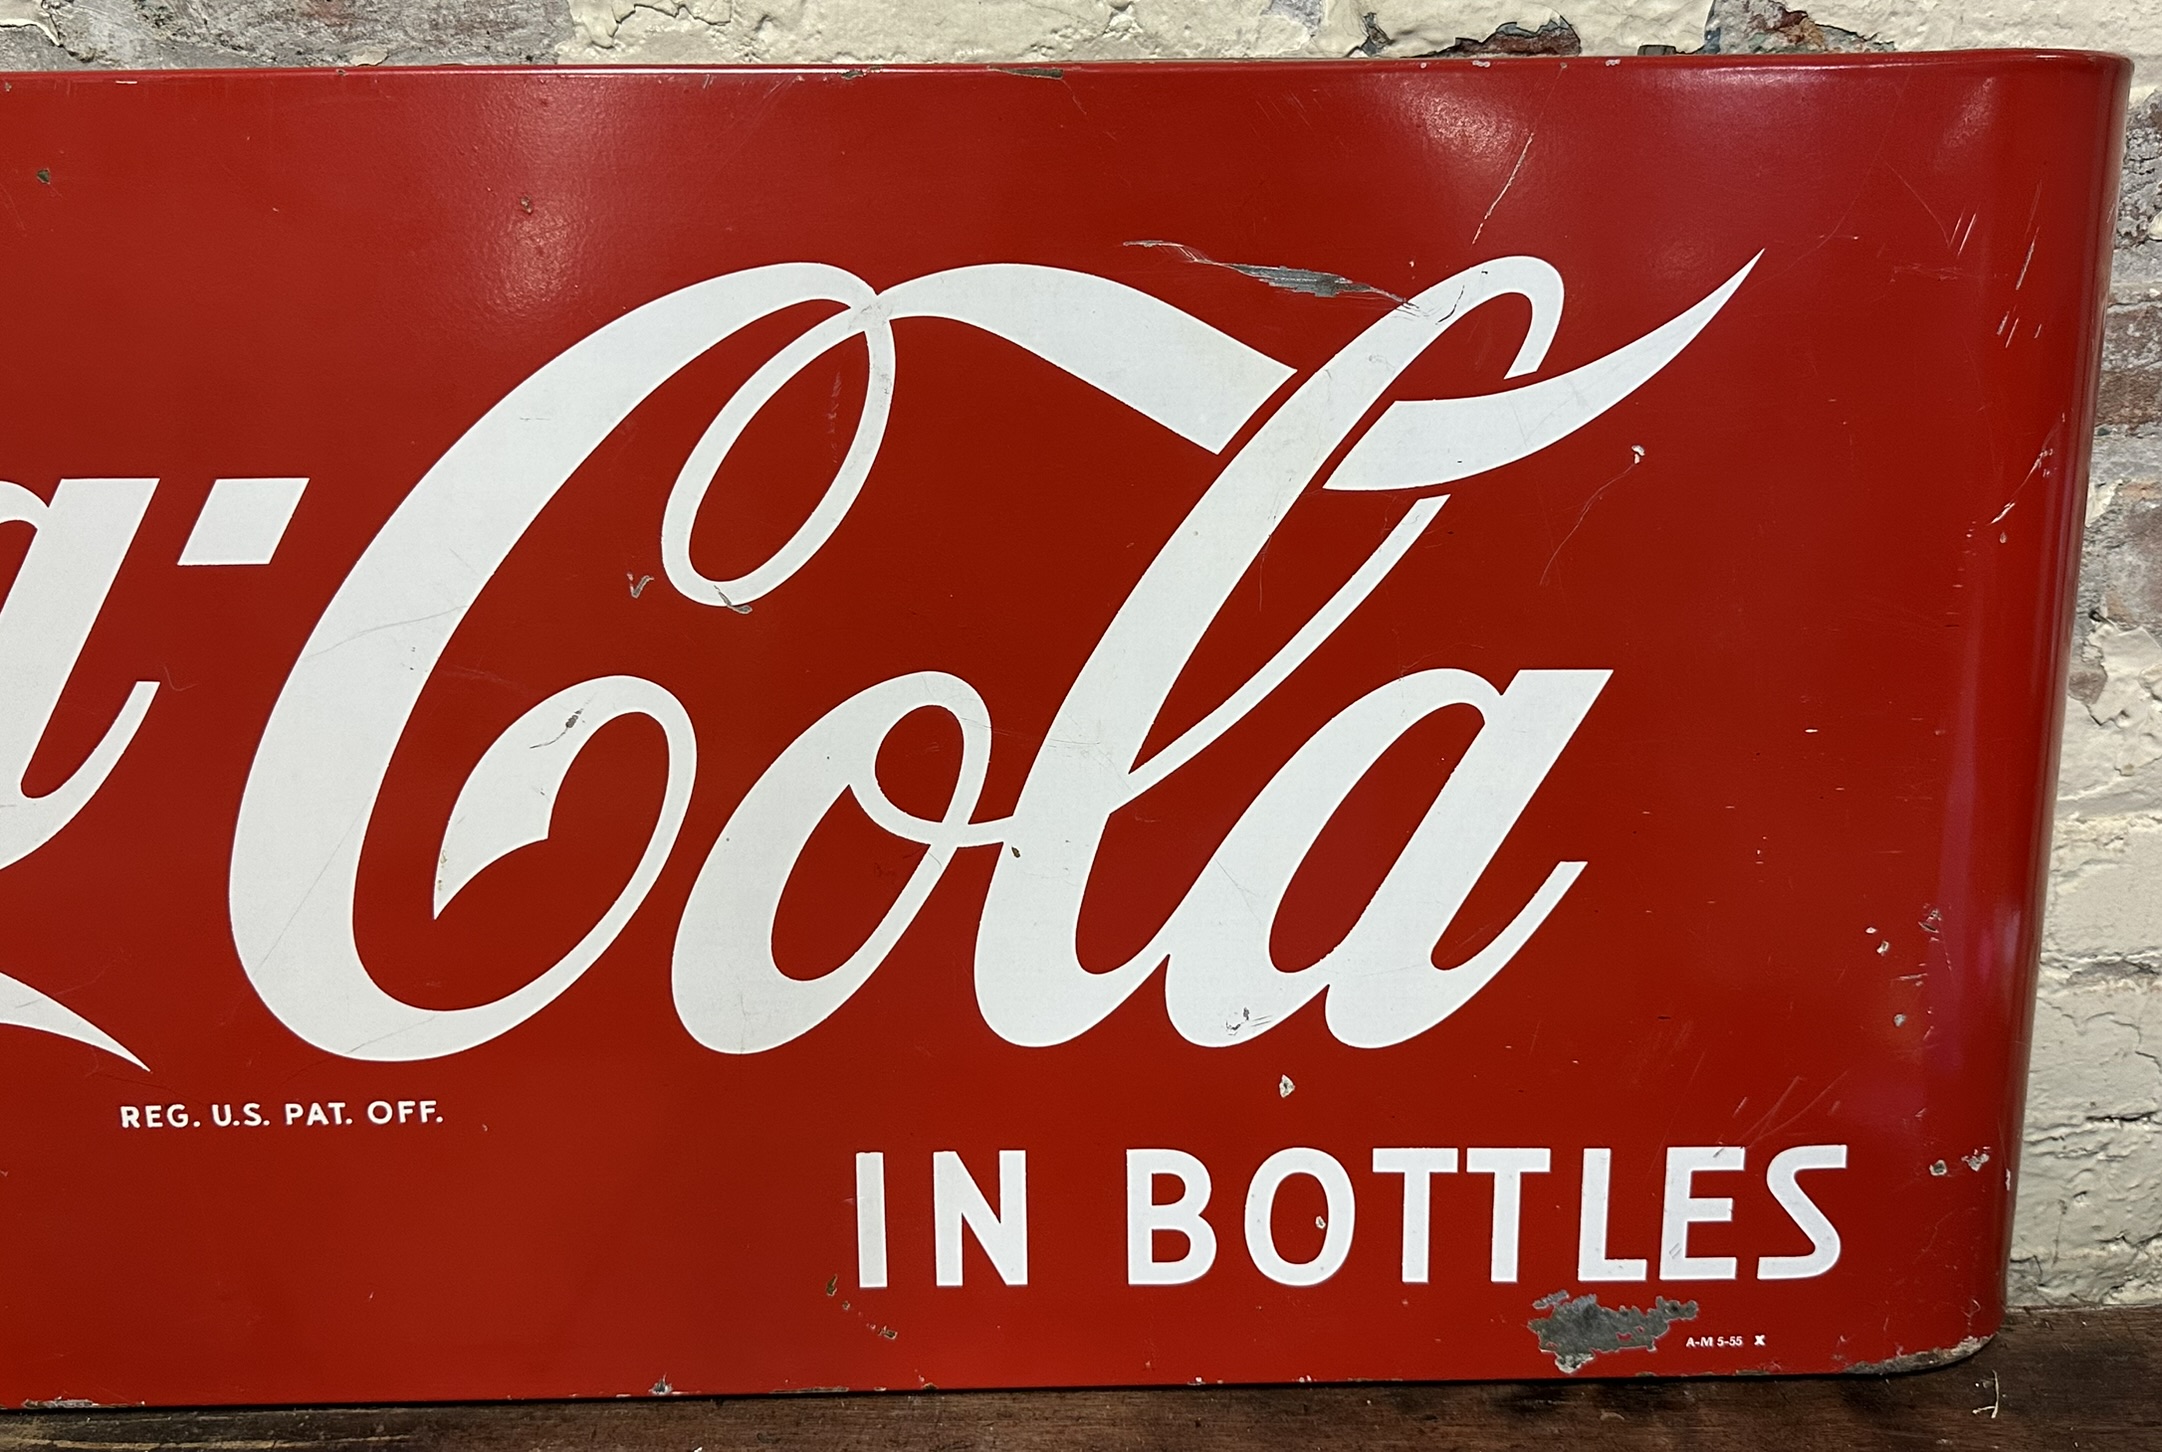 a-Cola
REG. U.S. PAT. OFF.
IN BOTTLES
A-M 5-55 X